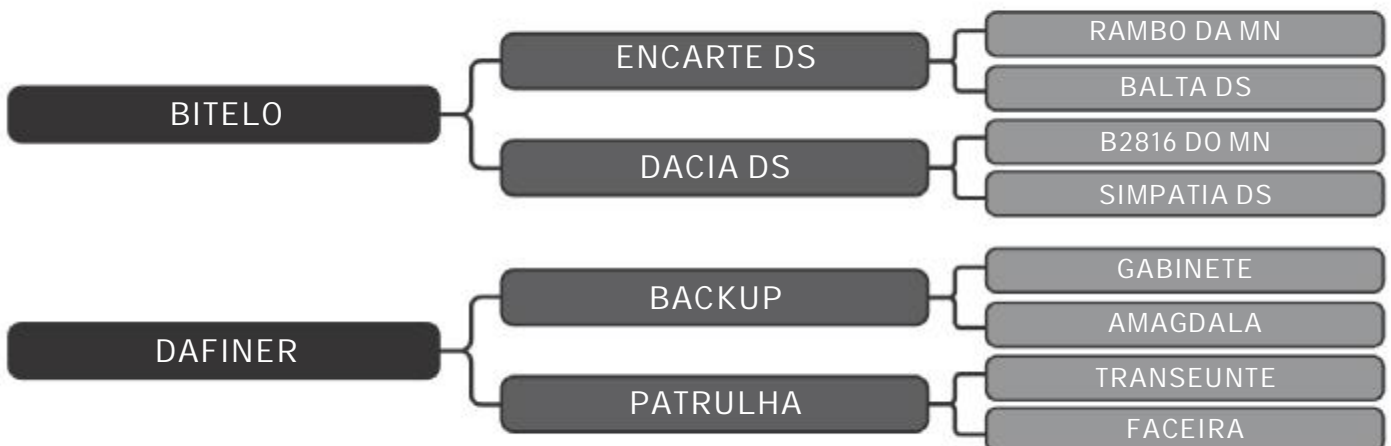 BITELO
ENCARTE DS
RAMBO DA MN
BALTA DS
DACIA DS
B2816 DO MN
SIMPATIA DS
DAFINER
BACKUP
GABINETE
AMAGDALA
PATRULHA
TRANSEUNTE
FACEIRA